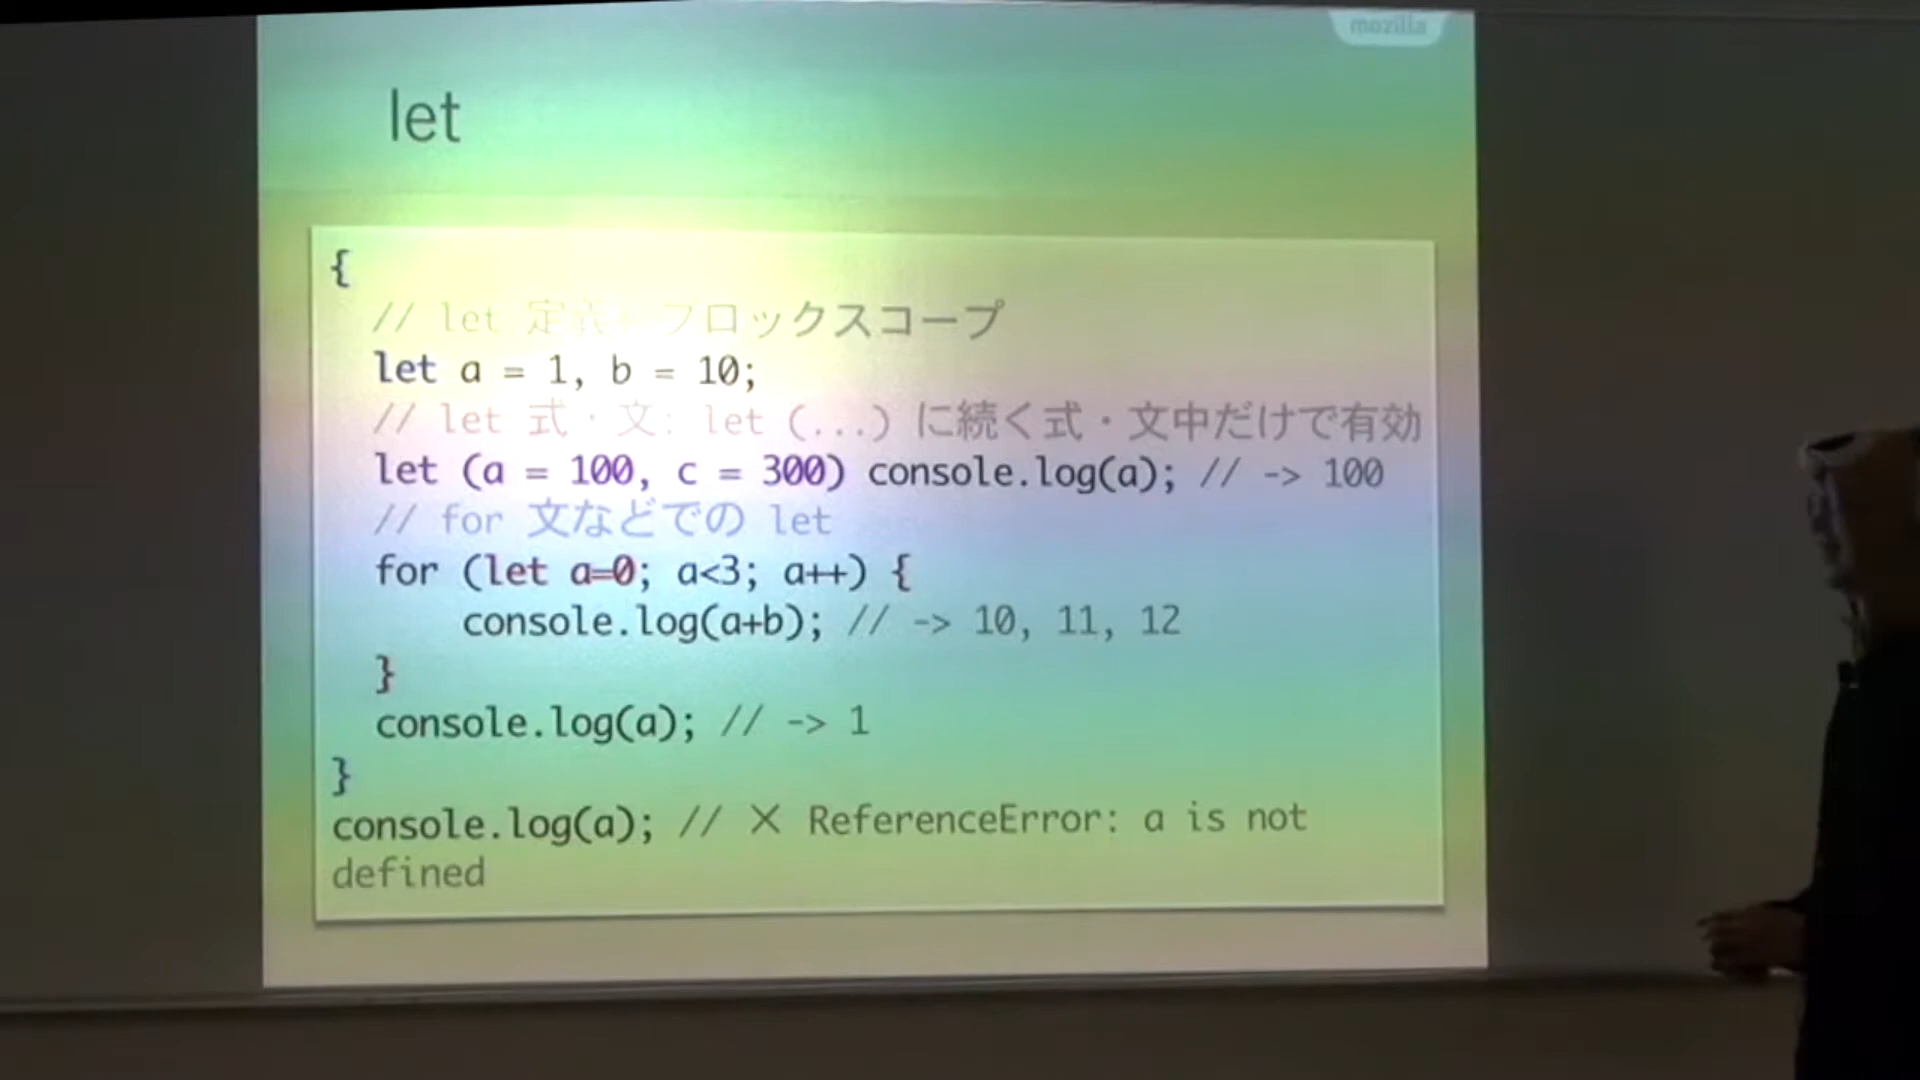 mozilla
let
{
// let 定義: ブロックスコープ
let a = 1, b = 10;
// let 式・文: let (...) に続く式・文中だけで有効
let (a = 100, c = 300) console.log(a); // -> 100
// for 文などでの let
for (let a=0; a<3; a++) {
console.log(a+b); // -> 10, 11, 12
}
console.log(a); // -> 1
}
console.log(a); // × ReferenceError: a is not
defined